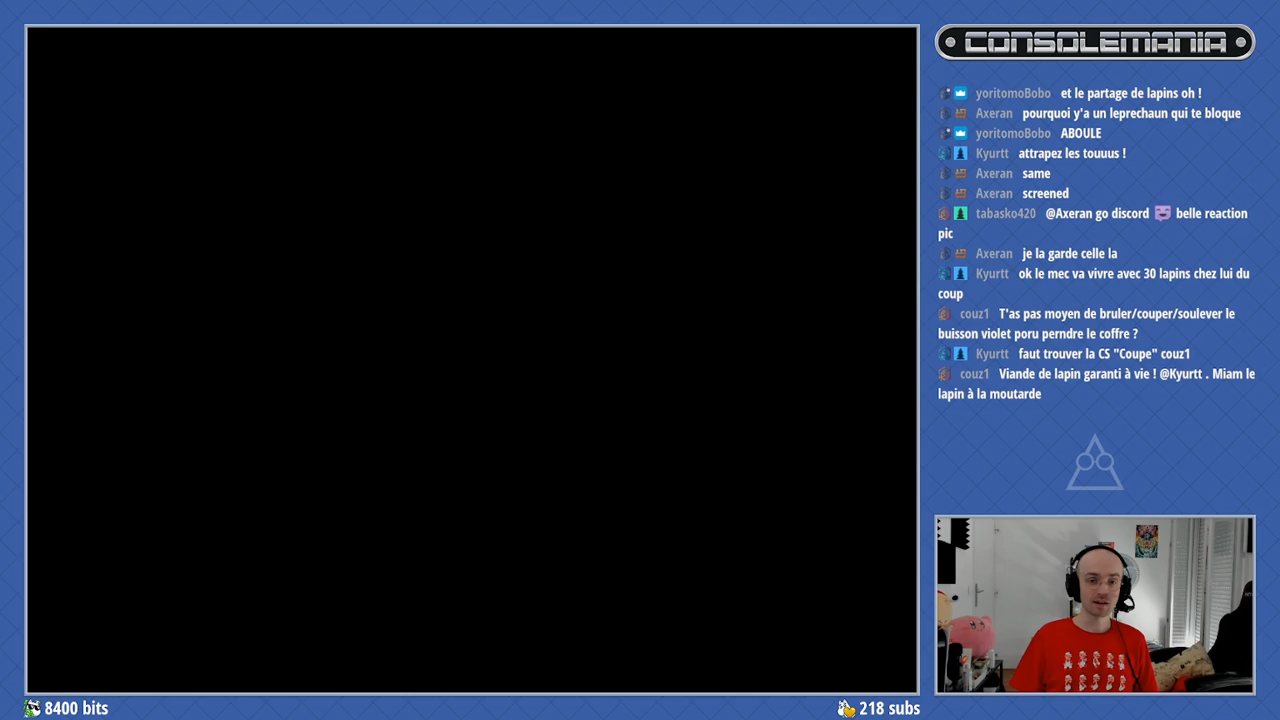 CONSOLEMANIA
yoritomoBobo et le partage de lapins oh !
Axeran pourquoi y'a un leprechaun qui te bloque
yoritomoBobo ABOULE
Kyurtt attrapez les touuus !
Axeran same
Axeran screened
tabasko420 @Axeran go discord belle reaction
pic
Axeran je la garde celle la
Kyurtt ok le mec va vivre avec 30 lapins chez lui du
coup
couz1 T'as pas moyen de bruler/couper/soulever le
buisson violet poru perndre le coffre ?
Kyurtt faut trouver la CS "Coupe" couz1
couz1 Viande de lapin garanti à vie ! @Kyurtt . Miam le
lapin à la moutarde
8400 bits
218 subs